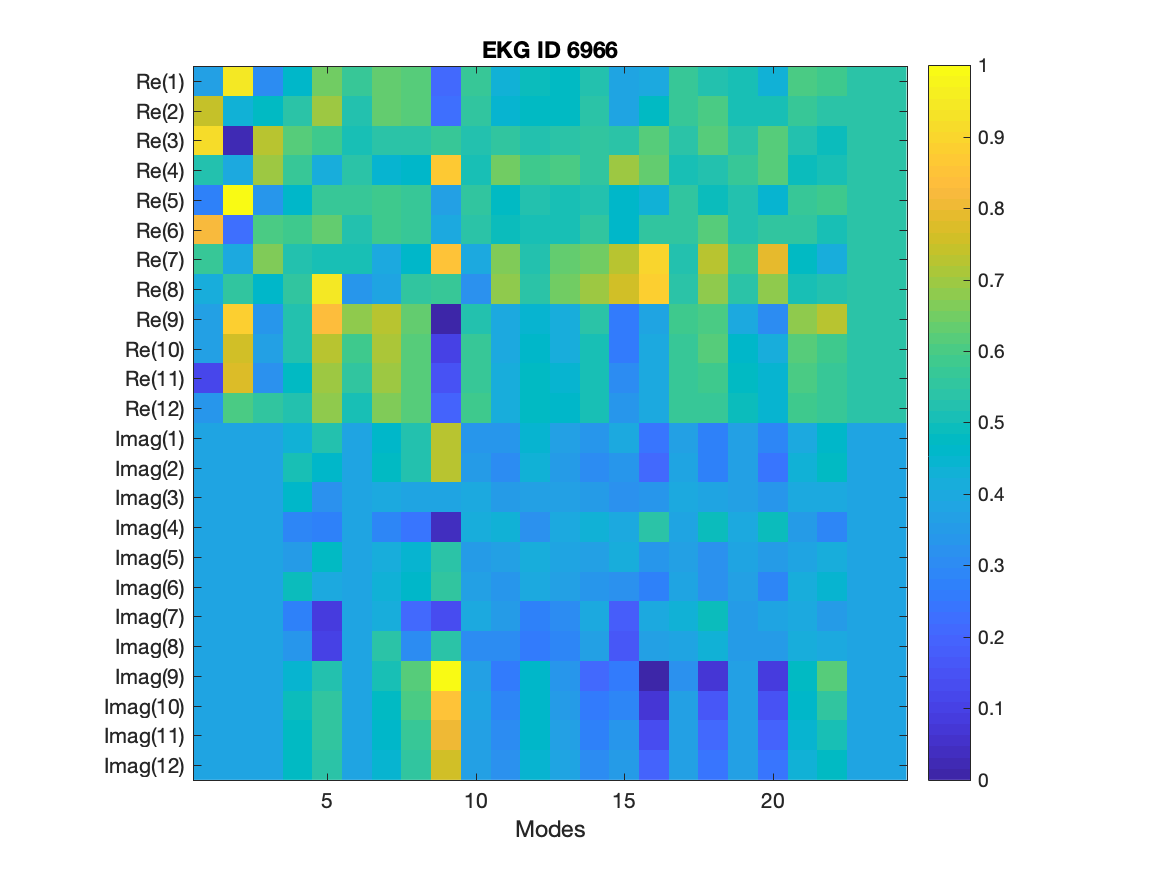 EKG ID 6966
Re(1)
Re(2)
Re(3)
Re(4)
Re(5)
Re(6)
Re(7)
Re(8)
Re(9)
Re(10)
Re(11)
Re(12)
Imag(1)
Imag(2)
Imag(3)
Imag(4)
Imag(5)
Imag(6)
Imag(7)
Imag(8)
Imag(9)
Imag(10)
Imag(11)
Imag(12)
5 10 15 20
Modes
1
0.9
0.8
0.7
0.6
0.5
0.4
0.3
0.2
0.1
0